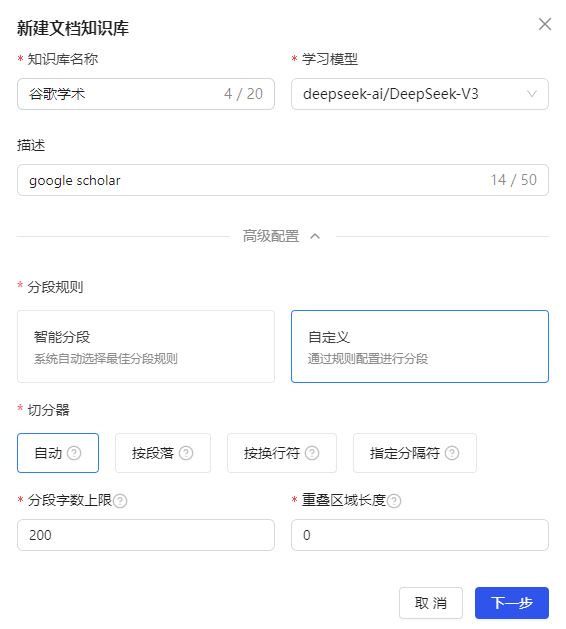 新建文档知识库
* 知识库名称
* 学习模型
谷歌学术 4 / 20
deepseek-ai/DeepSeek-V3
描述
google scholar 14 / 50
高级配置
* 分段规则
智能分段
系统自动选择最佳分段规则
自定义
通过规则配置进行分段
* 切分器
自动 ?
按段落 ?
按换行符 ?
指定分隔符 ?
* 分段字数上限 ?
* 重叠区域长度 ?
200
0
取 消
下一步